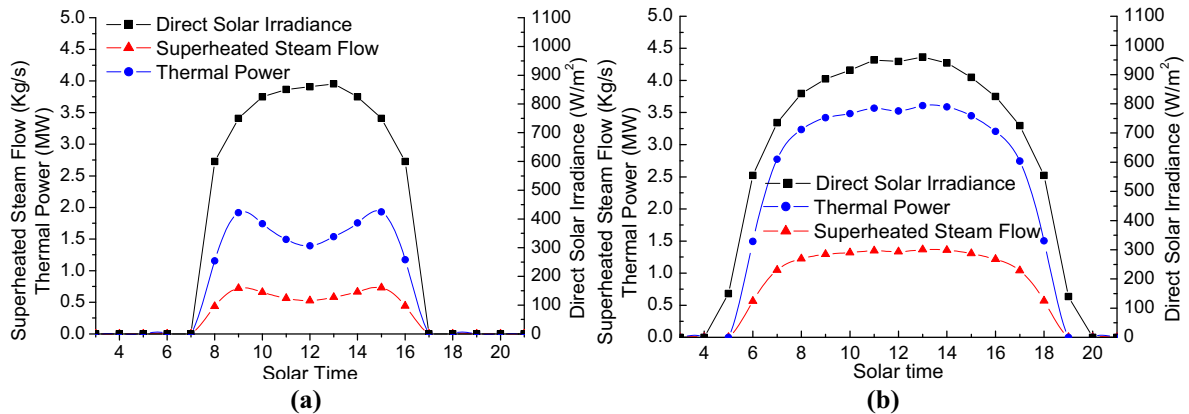 Superheated Steam Flow (Kg/s)
Thermal Power (MW)
5.0
4.5
4.0
3.5
3.0
2.5
2.0
1.5
1.0
0.5
0.0
Direct Solar Irradiance
Superheated Steam Flow
Thermal Power
1100
1000
900
800
700
600
500
400
300
200
100
0
Direct Solar Irradiance (W/m²)
4 6 8 10 12 14 16 18 20
Solar Time
(a)
Superheated Steam Flow (Kg/s)
Thermal Power (MW)
5.0
4.5
4.0
3.5
3.0
2.5
2.0
1.5
1.0
0.5
0.0
Direct Solar Irradiance
Thermal Power
Superheated Steam Flow
1100
1000
900
800
700
600
500
400
300
200
100
0
Direct Solar Irradiance (W/m²)
4 6 8 10 12 14 16 18 20
Solar time
(b)